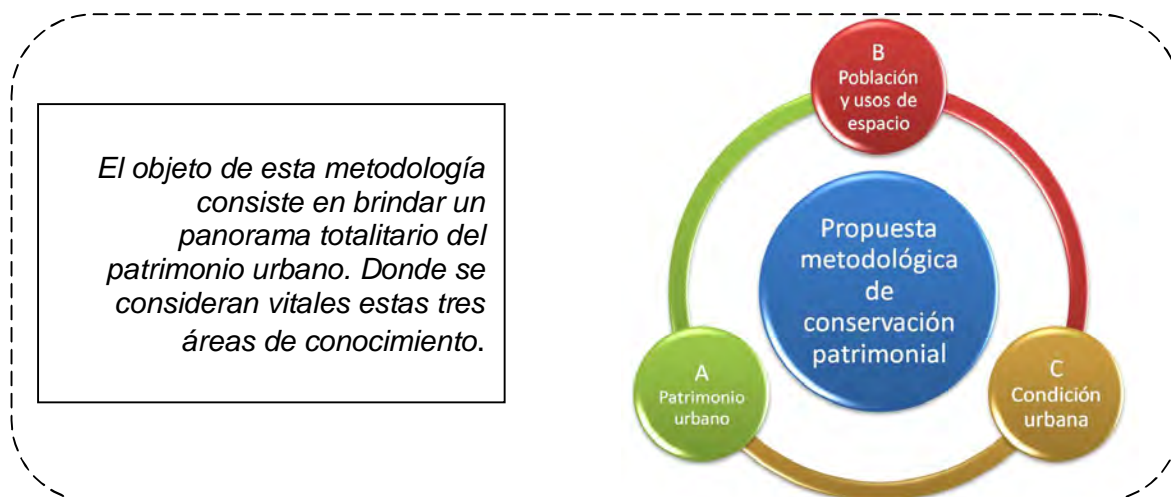 El objeto de esta metodología
consiste en brindar un
panorama totalitario del
patrimonio urbano. Donde se
consideran vitales estas tres
áreas de conocimiento.
B
Población
y usos de
espacio
Propuesta
metodológica
de
conservación
patrimonial
A
Patrimonio
urbano
C
Condición
urbana